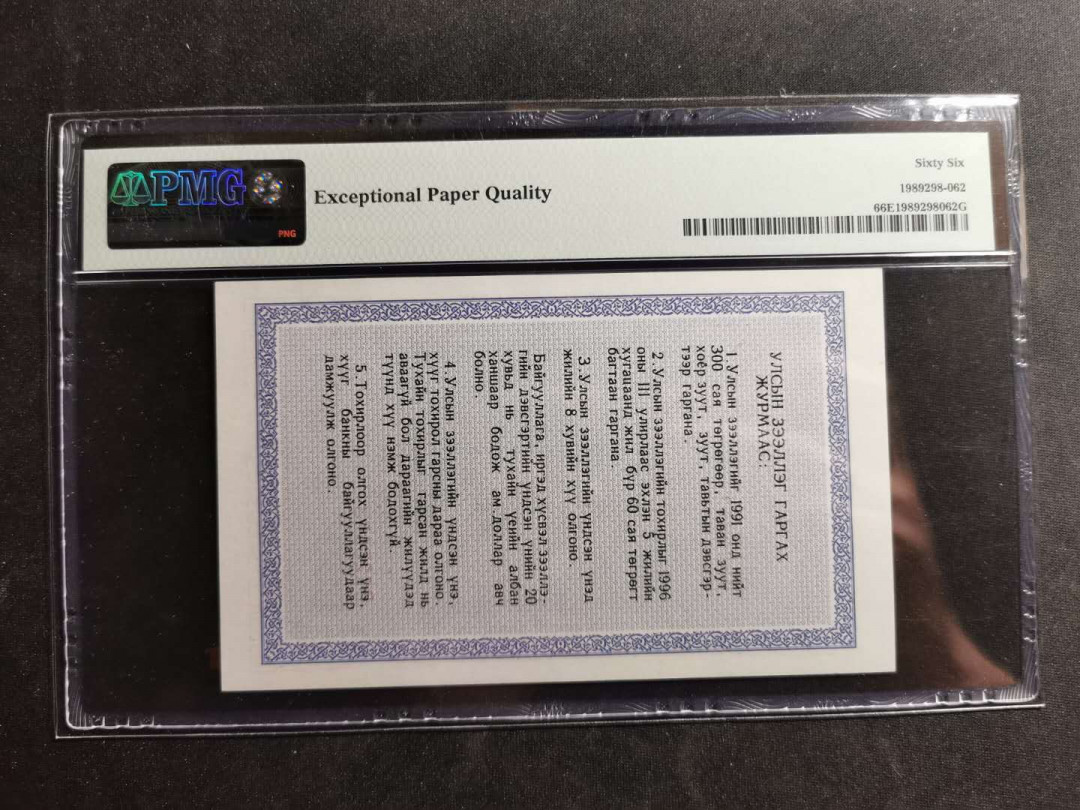 PMG
PNG
Exceptional Paper Quality
Sixty Six
1989298-062
66E1989298062G
УЛСЫН ЗЭЭЛЛЭГ ГАРГАХ
ЖУРМААС:
1.Улсын зээллэгийг 1991 онд нийт
300 сая төгрөгөөр, таван зуут,
хоёр зуут, зуут, тавьтын дэвсгэр-
тээр гаргана.
2.Улсын зээллэгийн тохирлыг 1996
оны III улирлаас эхлэн 5 жилийн
хугацаанд жил бүр 60 сая төгрөгт
багтаан гаргана.
3.Улсын зээллэгийн үндсэн үнэд
жилийн 8 хувийн хүү олгоно.
Байгууллага, иргэд хүсвэл зээллэ-
гийн дэвсгэртийн үндсэн үнийн 20
хувьд нь тухайн үеийн албан
ханшаар бодож ам.доллар авч
болно.
4.Улсын зээллэгийн үндсэн үнэ,
хүүг тохирол гарсны дараа олгоно.
Тухайн тохирлыг гарсан жилд нь
аваагүй бол дараагийн жилүүдэд
түүнд хүү нэмж бодохгүй.
5.Тохирлоор олгох үндсэн үнэ,
хүүг банкны байгууллагуудаар
дамжуулж олгоно.